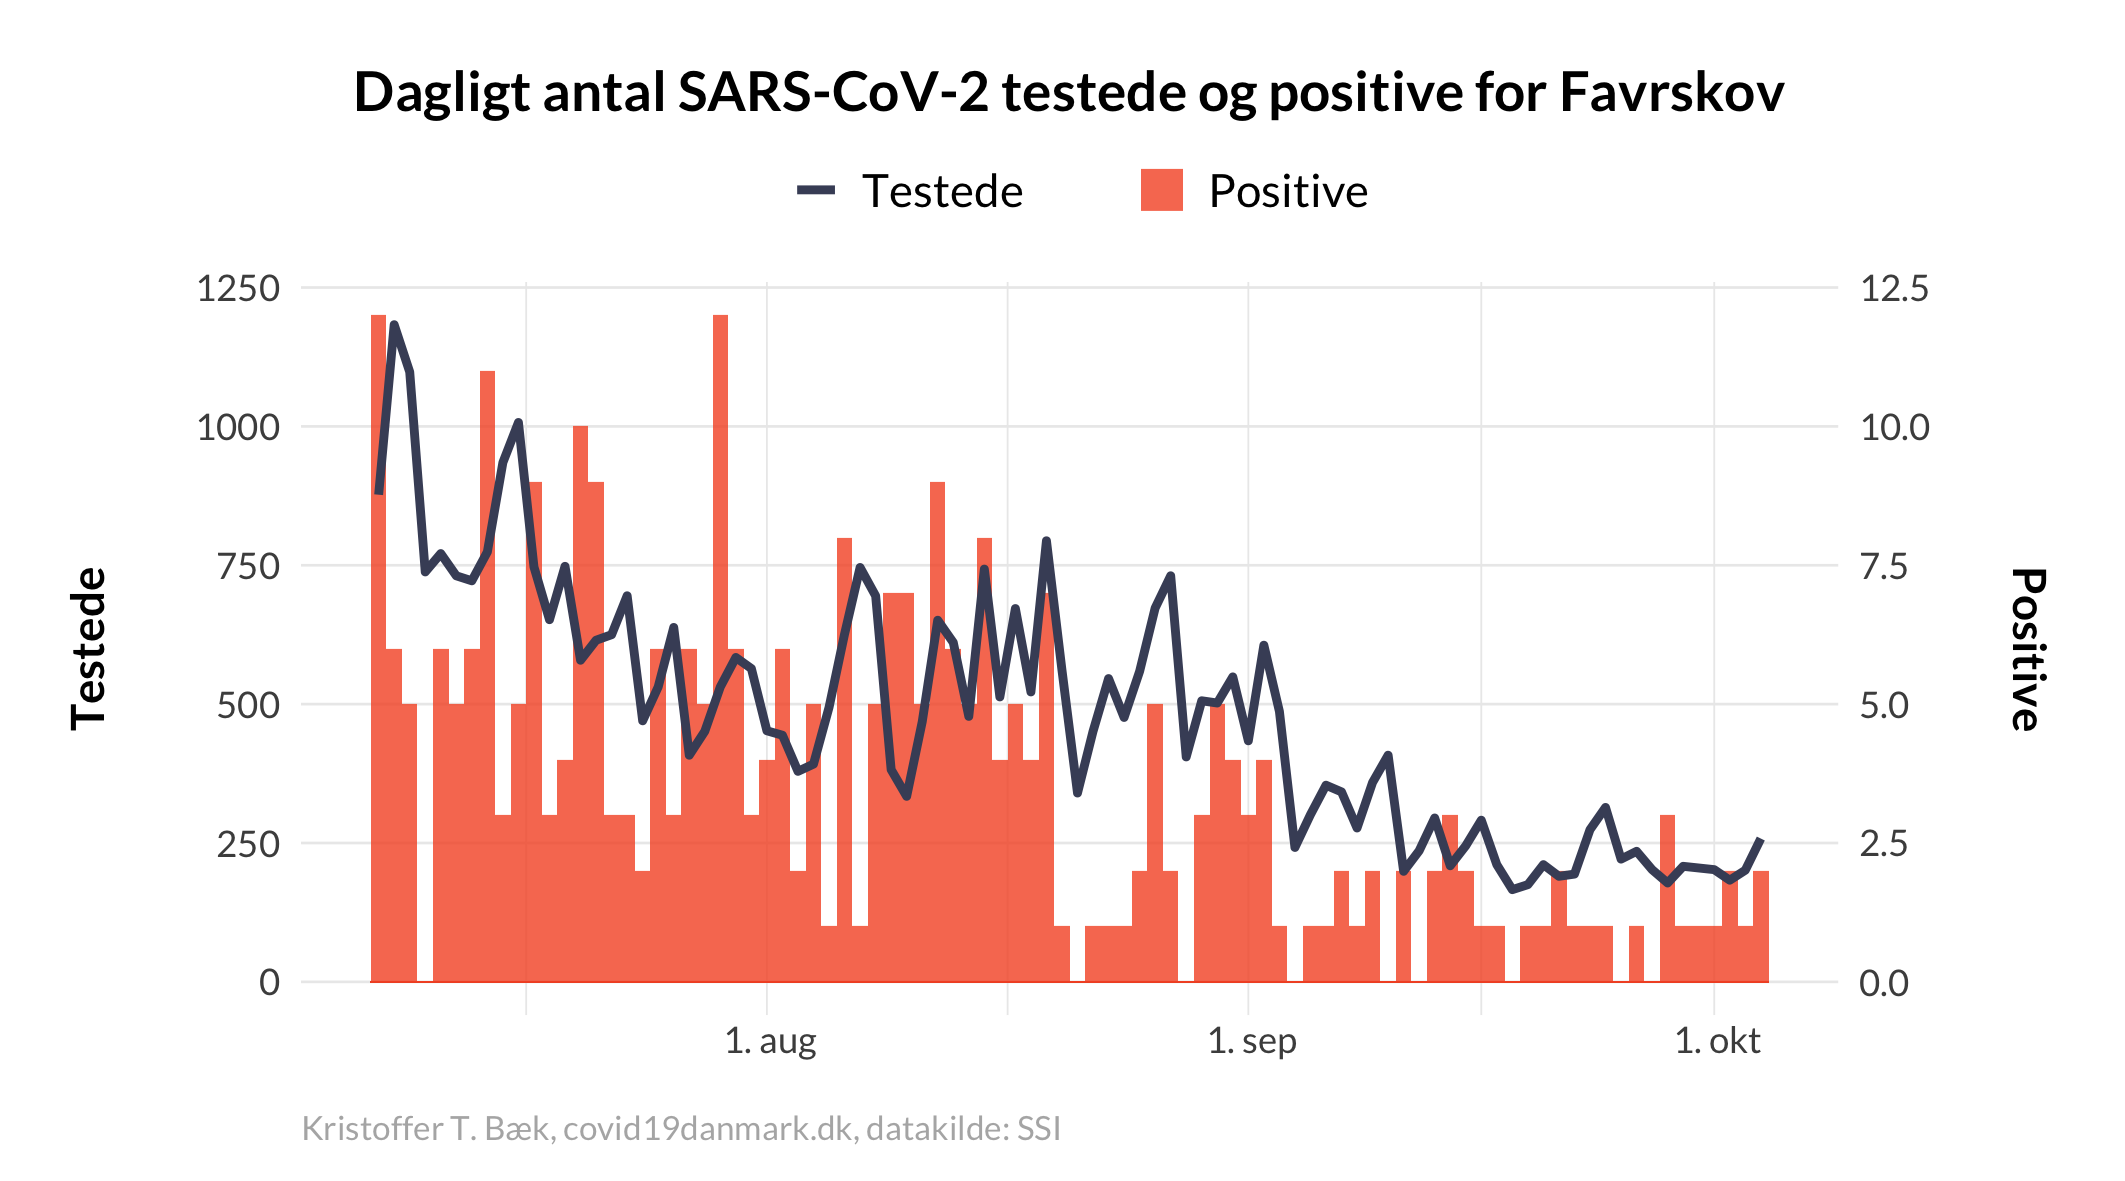 Dagligt antal SARS-CoV-2 testede og positive for Favrskov
Testede Positive
1250 12.5
1000 10.0
750 7.5
500 5.0
250 2.5
0 0.0
Testede
Positive
1. aug 1. sep 1. okt
Kristoffer T. Bæk, covid19danmark.dk, datakilde: SSI